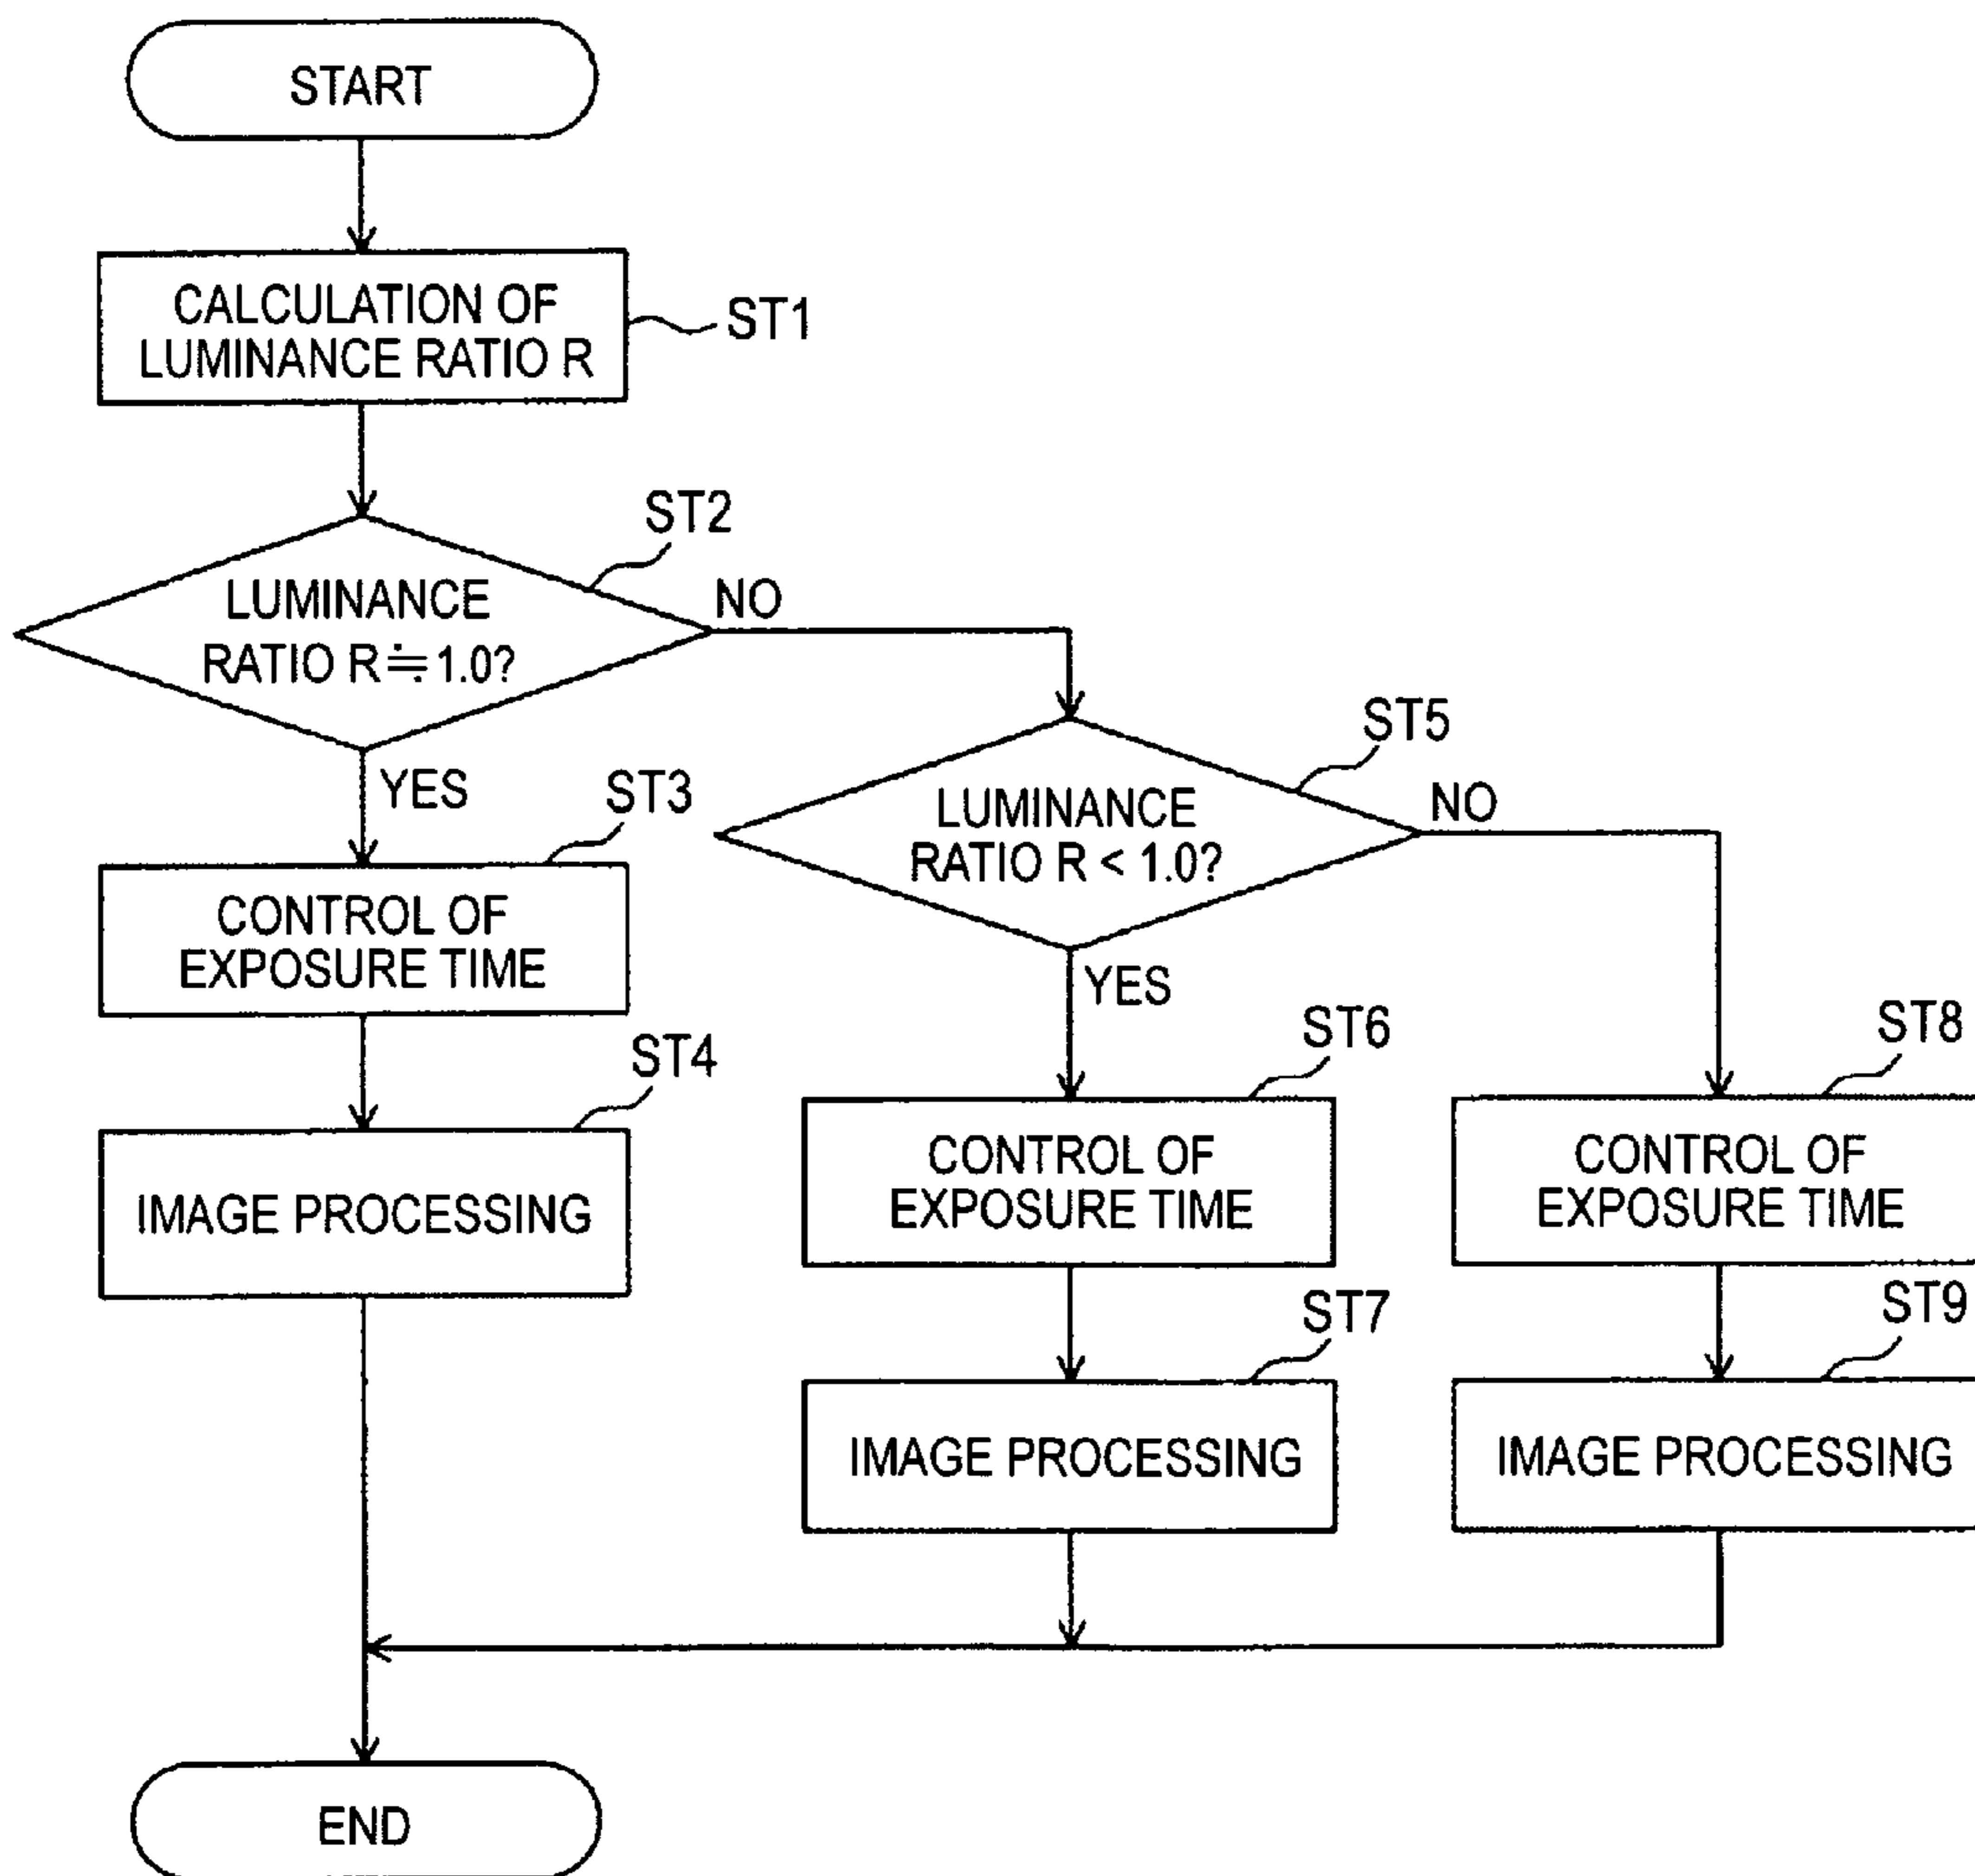 START
CALCULATION OF
LUMINANCE RATIO R
ST1
ST2
LUMINANCE
RATIO R≒1.0?
NO
YES
ST3
CONTROL OF
EXPOSURE TIME
ST4
IMAGE PROCESSING
ST5
LUMINANCE
RATIO R < 1.0?
NO
YES
ST6
CONTROL OF
EXPOSURE TIME
ST7
IMAGE PROCESSING
ST8
CONTROL OF
EXPOSURE TIME
ST9
IMAGE PROCESSING
END